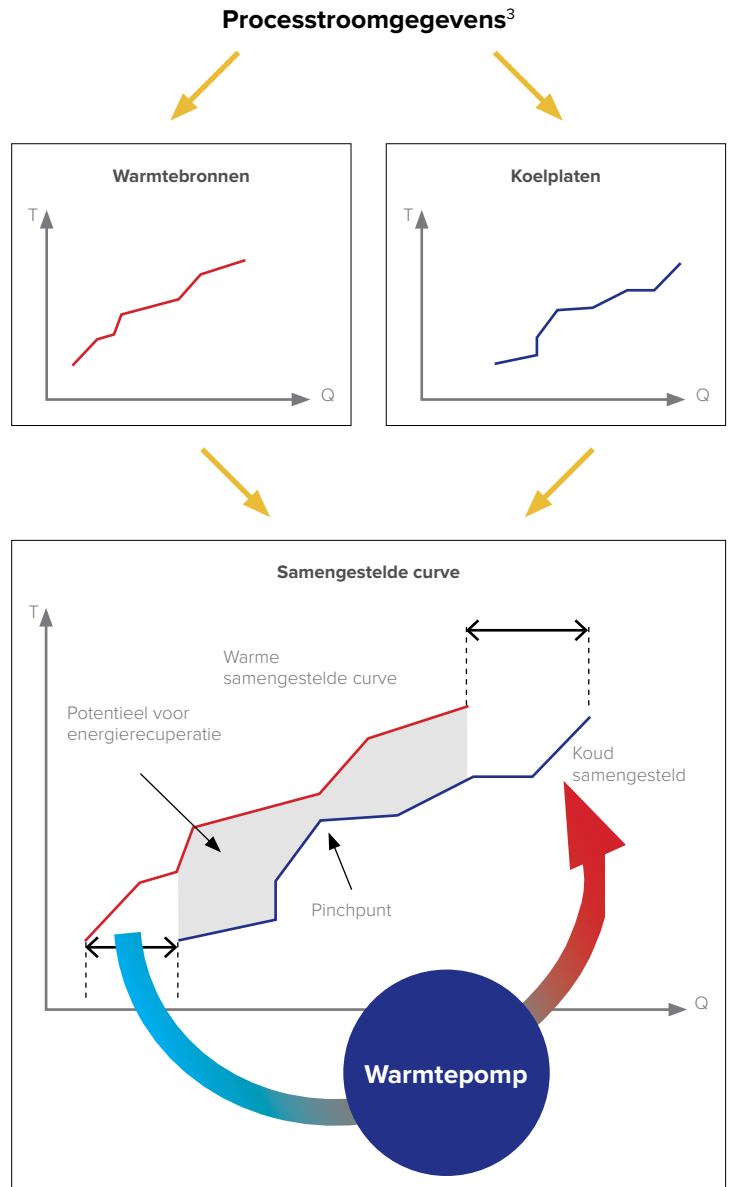 Processtroomgegevens³
Warmtebronnen
T
Q
Koelplaten
T
Q
Samengestelde curve
T
Warme
samengestelde curve
Potentieel voor
energierecuperatie
Koud
samengesteld
Pinchpunt
Q
Warmtepomp